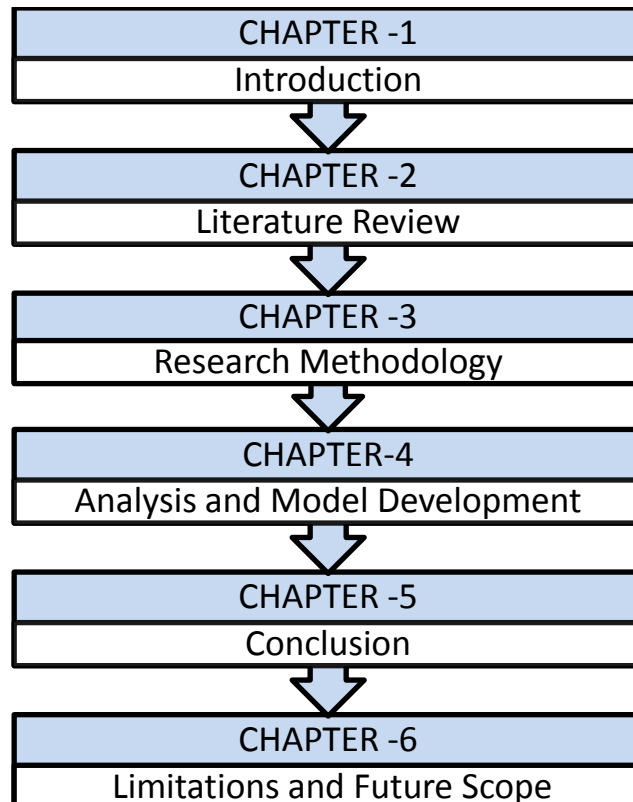 CHAPTER -1
Introduction
CHAPTER -2
Literature Review
CHAPTER -3
Research Methodology
CHAPTER-4
Analysis and Model Development
CHAPTER -5
Conclusion
CHAPTER -6
Limitations and Future Scope